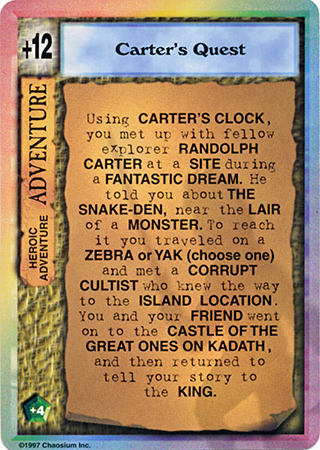 +12
Carter's Quest
HEROIC
ADVENTURE
ADVENTURE
Using CARTER'S CLOCK,
you met up with fellow
explorer RANDOLPH
CARTER at a SITE during
a FANTASTIC DREAM. He
told you about THE
SNAKE-DEN, near the LAIR
of a MONSTER. To reach
it you traveled on a
ZEBRA or YAK (choose one)
and met a CORRUPT
CULTIST who knew the way
to the ISLAND LOCATION.
You and your FRIEND went
on to the CASTLE OF THE
GREAT ONES ON KADATH,
and then returned to
tell your story to
the KING.
+4
©1997 Chaosium Inc.